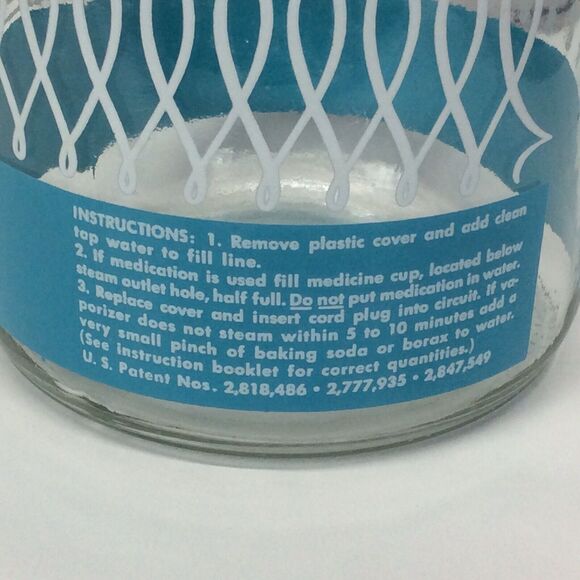 INSTRUCTIONS: 1. Remove plastic cover and add clean
tap water to fill line.
2. If medication is used fill medicine cup, located below
steam outlet hole, half full. Do not put medication in water.
3. Replace cover and insert cord plug into circuit. If va-
porizer does not steam within 5 to 10 minutes add a
very small pinch of baking soda or borax to water.
(See instruction booklet for correct quantities.)
U. S. Patent Nos. 2,818,486 • 2,777,935 • 2,847,549